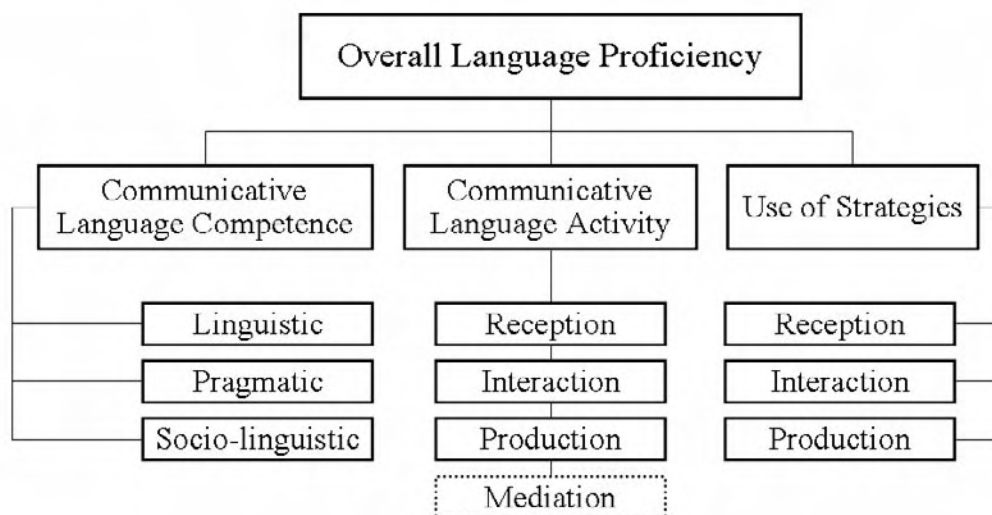 Overall Language Proficiency
Communicative
Language Competence
Communicative
Language Activity
Use of Strategies
Linguistic
Reception
Reception
Pragmatic
Interaction
Interaction
Socio-linguistic
Production
Production
Mediation